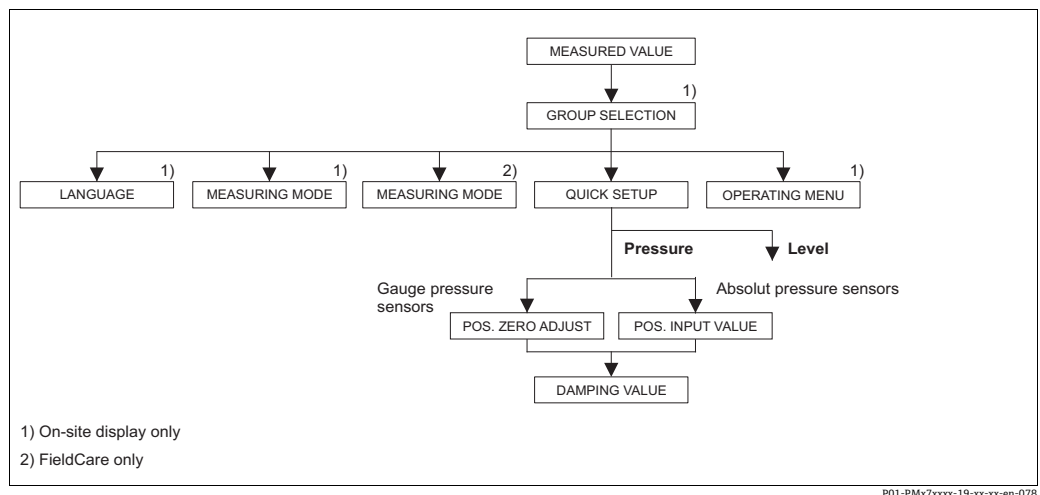 MEASURED VALUE
1)
GROUP SELECTION
1)
1)
2)
1)
LANGUAGE
MEASURING MODE
MEASURING MODE
QUICK SETUP
OPERATING MENU
Pressure
Level
Gauge pressure
sensors
Absolut pressure sensors
POS. ZERO ADJUST
POS. INPUT VALUE
DAMPING VALUE
1) On-site display only
2) FieldCare only
P01-PMx7xxxx-19-xx-xx-en-078